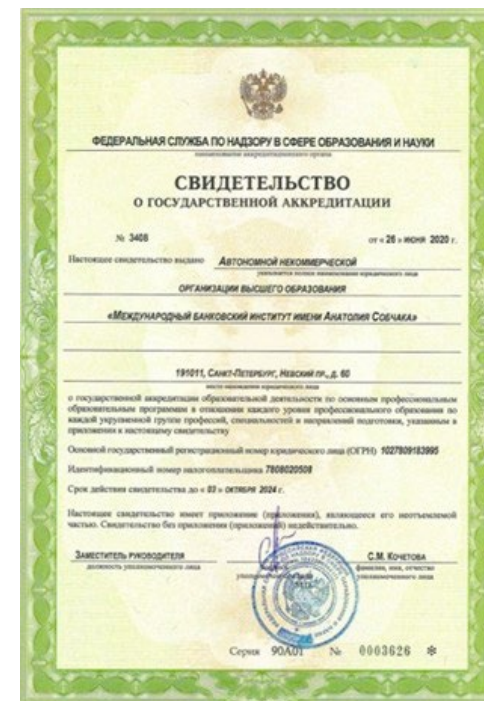 ФЕДЕРАЛЬНАЯ СЛУЖБА ПО НАДЗОРУ В СФЕРЕ ОБРАЗОВАНИЯ И НАУКИ
наименование аккредитационного органа
СВИДЕТЕЛЬСТВО
О ГОСУДАРСТВЕННОЙ АККРЕДИТАЦИИ
№ 3408 от « 26 » июня 2020 г.
Настоящее свидетельство выдано Автономной некоммерческой
указывается полное наименование юридического лица
организации высшего образования
«Международный банковский институт имени Анатолия Собчака»
191011, Санкт-Петербург, Невский пр., д. 60
место нахождения юридического лица
о государственной аккредитации образовательной деятельности по основным профессиональным
образовательным программам в отношении каждого уровня профессионального образования по
каждой укрупненной группе профессий, специальностей и направлений подготовки, указанным в
приложении к настоящему свидетельству
Основной государственный регистрационный номер юридического лица (ОГРН) 1027809183995
Идентификационный номер налогоплательщика 7808020508
Срок действия свидетельства до « 03 » октября 2024 г.
Настоящее свидетельство имеет приложение (приложения), являющееся его неотъемлемой
частью. Свидетельство без приложения (приложений) недействительно.
Заместитель руководителя С.М. Кочетова
должность уполномоченного лица фамилия, имя, отчество
уполномоченного лица
Серия 90А01 № 0003626 *